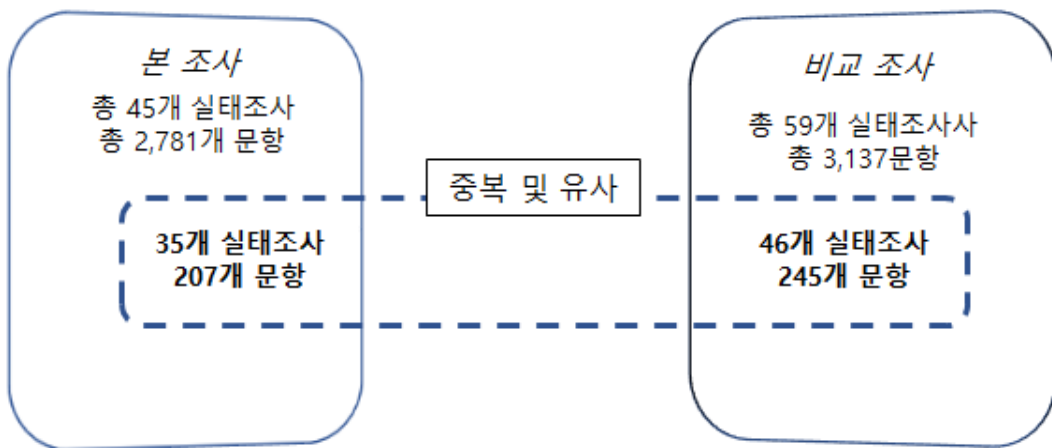 본 조사
총 45개 실태조사
총 2,781개 문항
비교 조사
총 59개 실태조사사
총 3,137문항
중복 및 유사
35개 실태조사
207개 문항
46개 실태조사
245개 문항